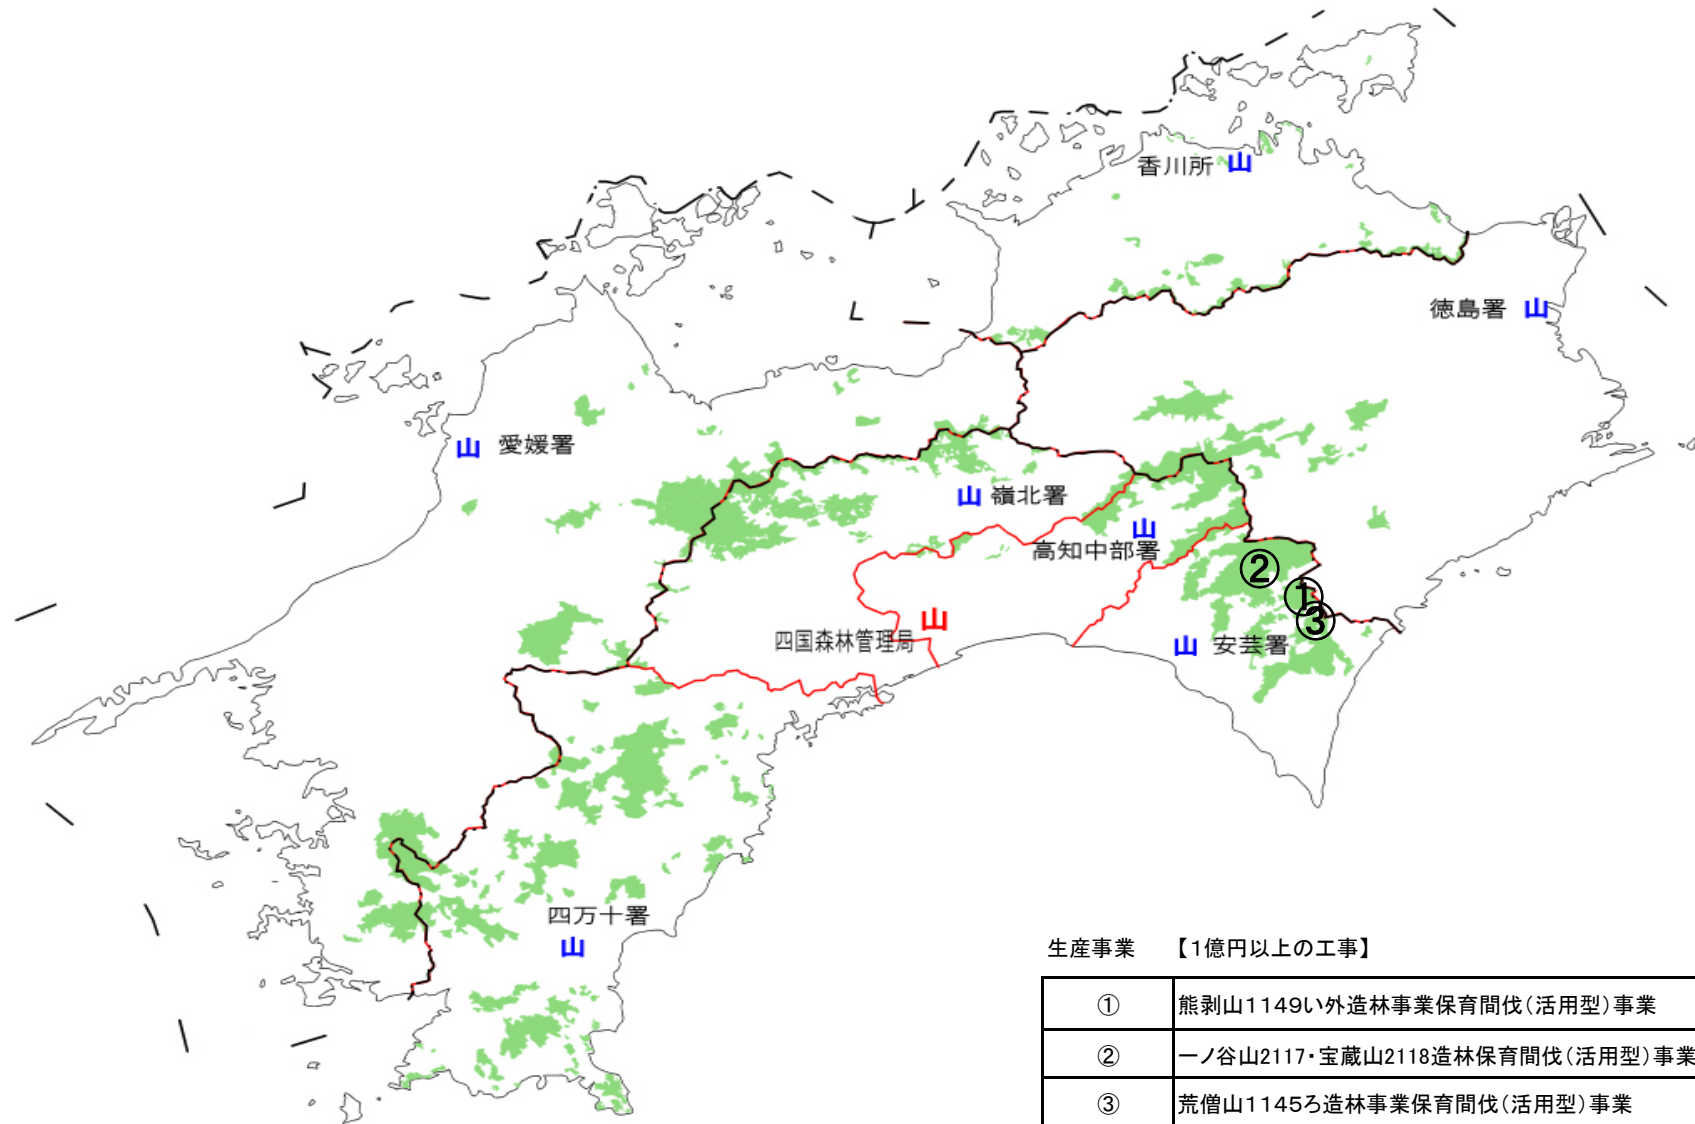 香川所 山
徳島署 山
山 愛媛署
山 嶺北署
山
高知中部署
②
①
③
山
四国森林管理局
山 安芸署
四万十署
山
生産事業 【1億円以上の工事】
① 熊剥山1149い外造林事業保育間伐(活用型)事業
② 一ノ谷山2117・宝蔵山2118造林保育間伐(活用型)事業
③ 荒僧山1145ろ造林事業保育間伐(活用型)事業